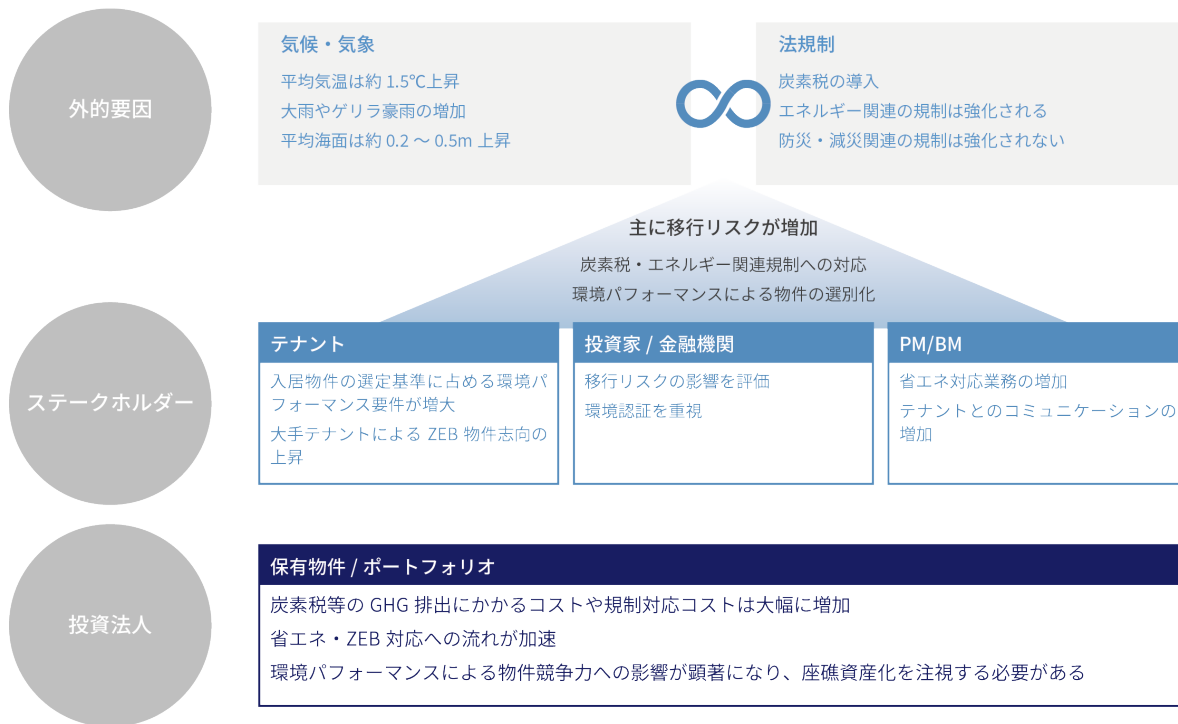 外的要因
気候・気象
平均気温は約 1.5℃上昇
大雨やゲリラ豪雨の増加
平均海面は約 0.2 ～ 0.5m 上昇
法規制
炭素税の導入
エネルギー関連の規制は強化される
防災・減災関連の規制は強化されない
主に移行リスクが増加
炭素税・エネルギー関連規制への対応
環境パフォーマンスによる物件の選別化
ステークホルダー
テナント
入居物件の選定基準に占める環境パ
フォーマンス要件が増大
大手テナントによる ZEB 物件志向の
上昇
投資家 / 金融機関
移行リスクの影響を評価
環境認証を重視
PM/BM
省エネ対応業務の増加
テナントとのコミュニケーションの
増加
投資法人
保有物件 / ポートフォリオ
炭素税等の GHG 排出にかかるコストや規制対応コストは大幅に増加
省エネ・ZEB 対応への流れが加速
環境パフォーマンスによる物件競争力への影響が顕著になり、座礁資産化を注視する必要がある